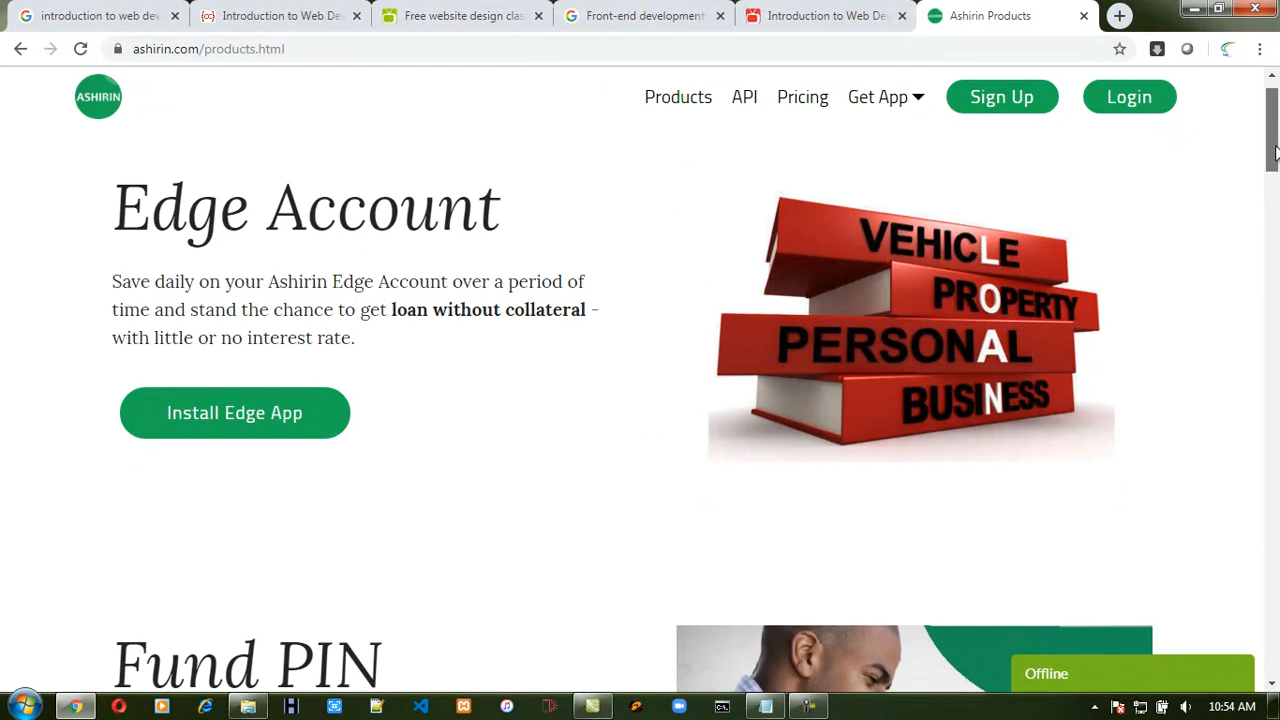 introduction to web dev
Introduction to Web De
Free website design clas
Front-end development
Introduction to Web De
Ashirin Products
ashirin.com/products.html
ASHIRIN
Products
API
Pricing
Get App
Sign Up
Login
Edge Account
Save daily on your Ashirin Edge Account over a period of
time and stand the chance to get loan without collateral -
with little or no interest rate.
Install Edge App
VEHICLE
PROPERTY
PERSONAL
BUSINESS
Fund PIN
Offline
10:54 AM